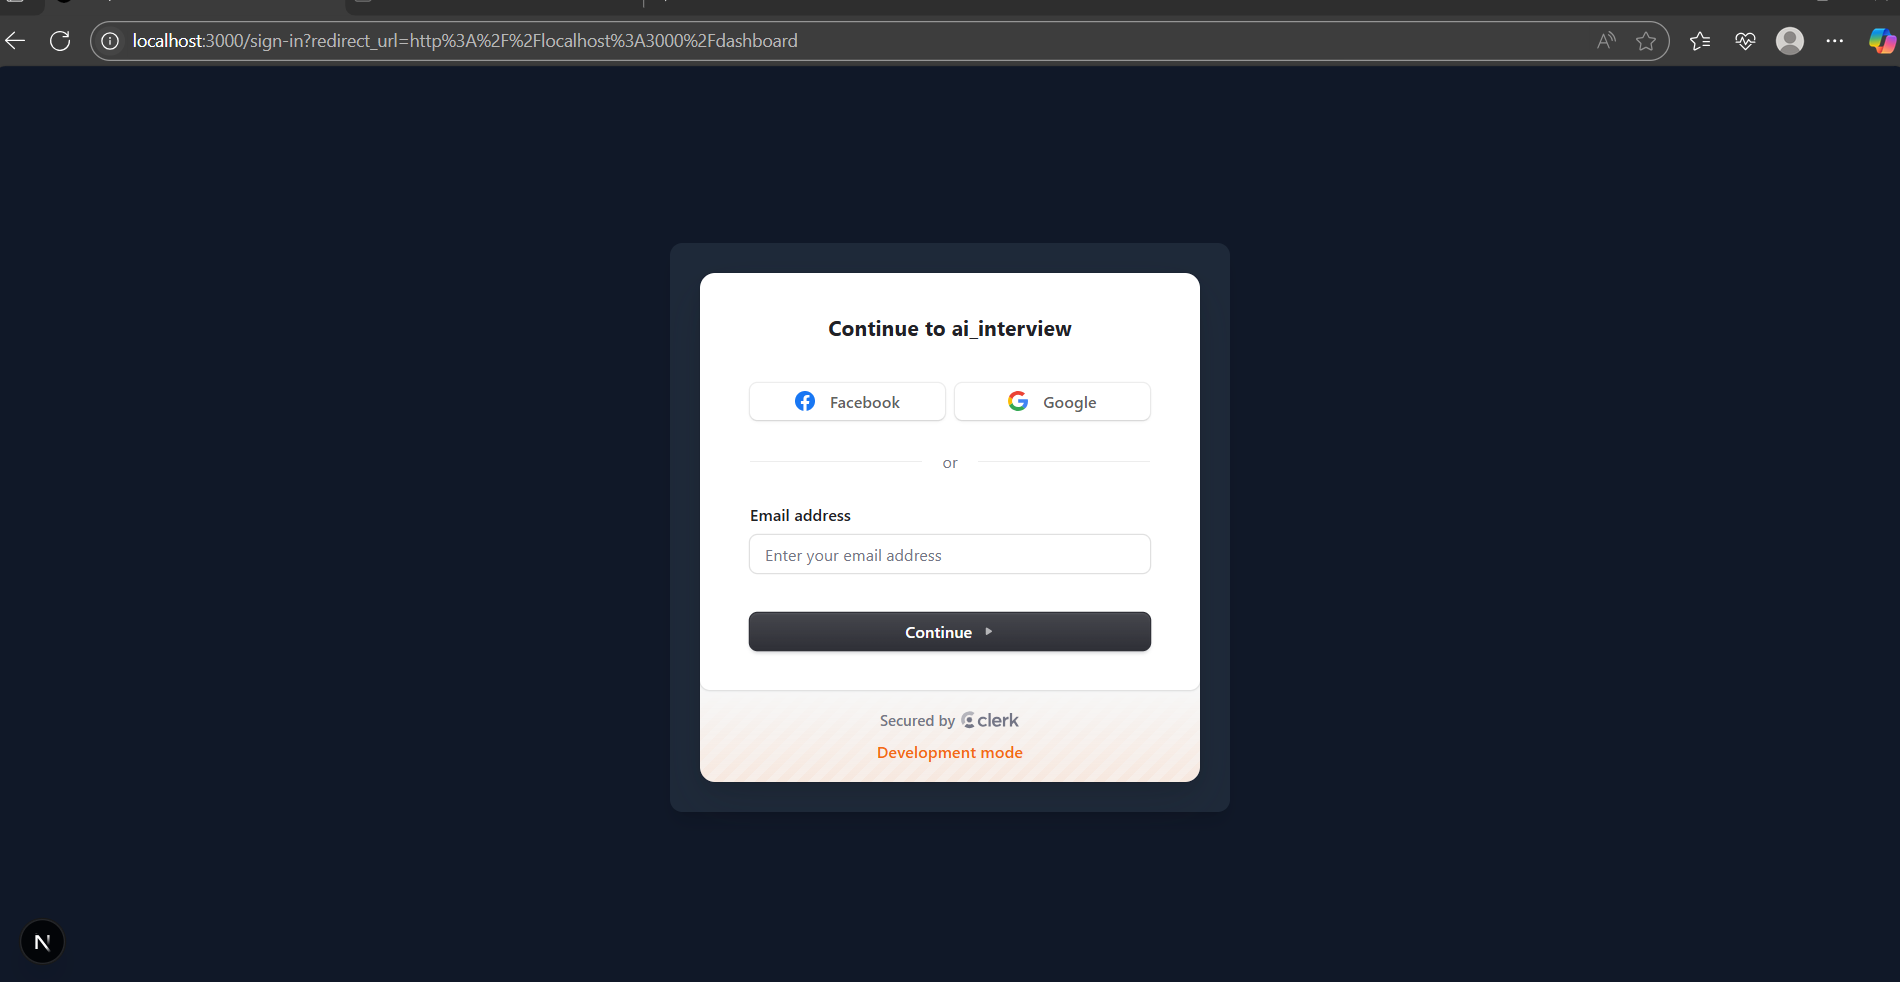 localhost:3000/sign-in?redirect_url=http%3A%2F%2Flocalhost%3A3000%2Fdashboard
Continue to ai_interview
Facebook
Google
or
Email address
Enter your email address
Continue
Secured by clerk
Development mode
N